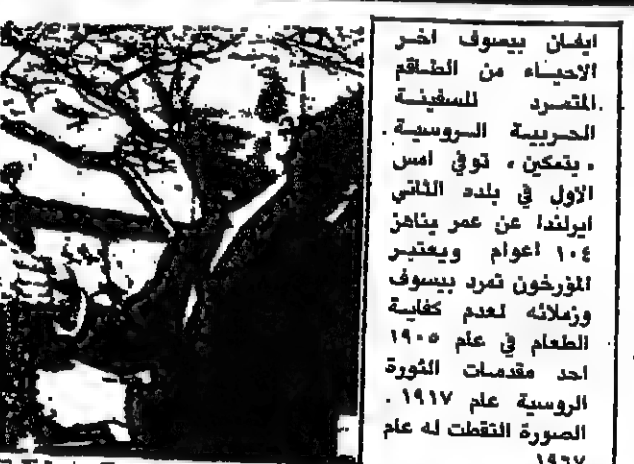 ايفان بيسوف اخر
الاحياء من الطاقم
المتمرد للسفينة
الحربية الروسية
، يتمكين ، توفي امس
الاول في بلده الثاني
ايرلندا عن عمر يناهز
١٠٤ اعوام ويعتبر
المؤرخون تمرد بيسوف
وزملائه لعدم كفاية
الطعام في عام ١٩٠٥
احد مقدمات الثورة
الروسية عام ١٩١٧ .
الصورة التقطت له عام